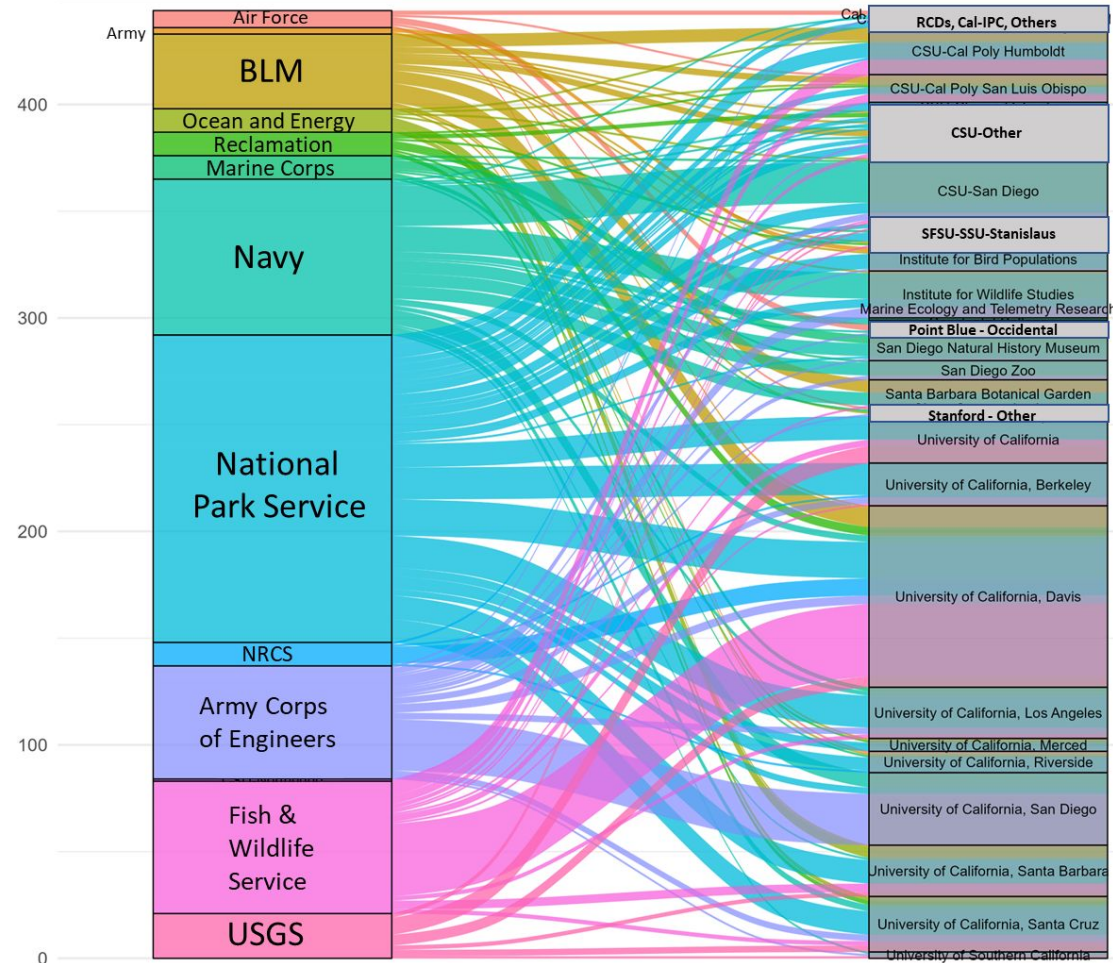 Air Force
Army
BLM
Ocean and Energy
Reclamation
Marine Corps
Navy
National
Park Service
NRCS
Army Corps
of Engineers
Fish &
Wildlife
Service
USGS
400
300
200
100
0
Cal
RCDs, Cal-IPC, Others
CSU-Cal Poly Humboldt
CSU-Cal Poly San Luis Obispo
CSU-Other
CSU-San Diego
SFSU-SSU-Stanislaus
Institute for Bird Populations
Institute for Wildlife Studies
Marine Ecology and Telemetry Research
Point Blue - Occidental
San Diego Natural History Museum
San Diego Zoo
Santa Barbara Botanical Garden
Stanford - Other
University of California
University of California, Berkeley
University of California, Davis
University of California, Los Angeles
University of California, Merced
University of California, Riverside
University of California, San Diego
University of California, Santa Barbara
University of California, Santa Cruz
University of Southern California